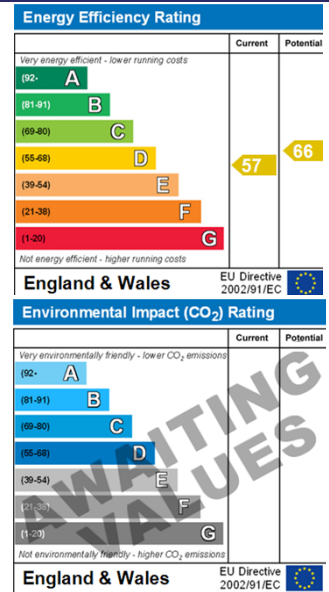 Energy Efficiency Rating
Current Potential
Very energy efficient - lower running costs
(92- A
(81-91) B
(69-80) C
(55-68) D
(39-54) E
(21-38) F
(1-20) G
57
66
Not energy efficient - higher running costs
England & Wales
EU Directive
2002/91/EC
Environmental Impact (CO2) Rating
Current Potential
Very environmentally friendly - lower CO2 emissions
(92- A
(81-91) B
(69-80) C
(55-68) D
(39-54) E
(21-38) F
(1-20) G
AWAITING
VALUES
Not environmentally friendly - higher CO2 emissions
England & Wales
EU Directive
2002/91/EC